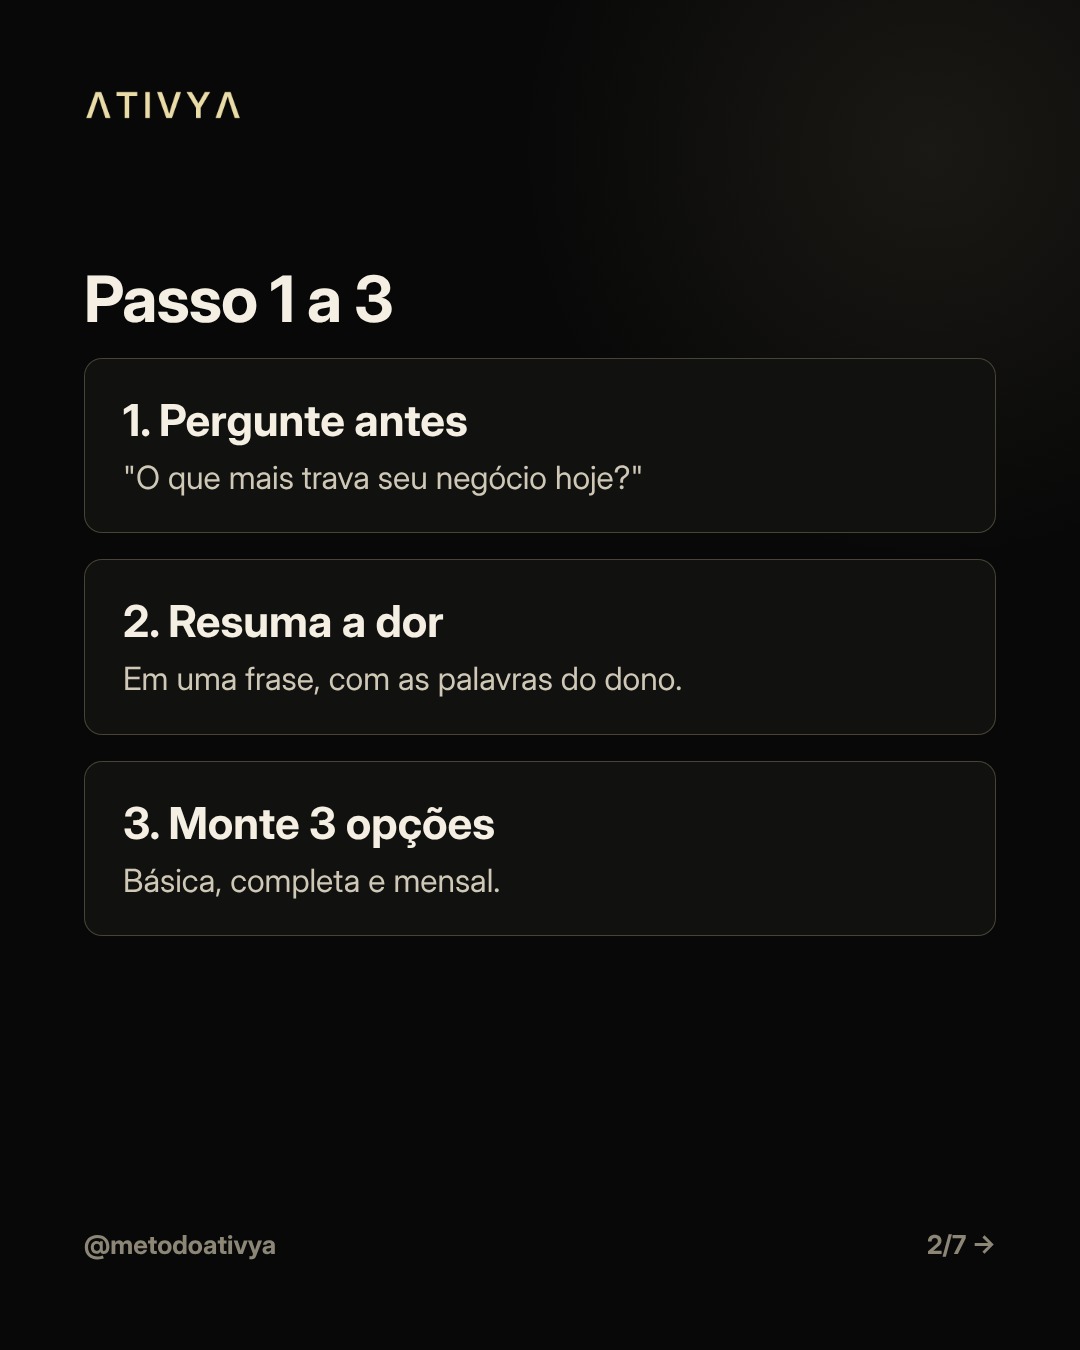 ATIVYA
Passo 1 a 3
1. Pergunte antes
"O que mais trava seu negócio hoje?"
2. Resuma a dor
Em uma frase, com as palavras do dono.
3. Monte 3 opções
Básica, completa e mensal.
@metodoativya
2/7 →